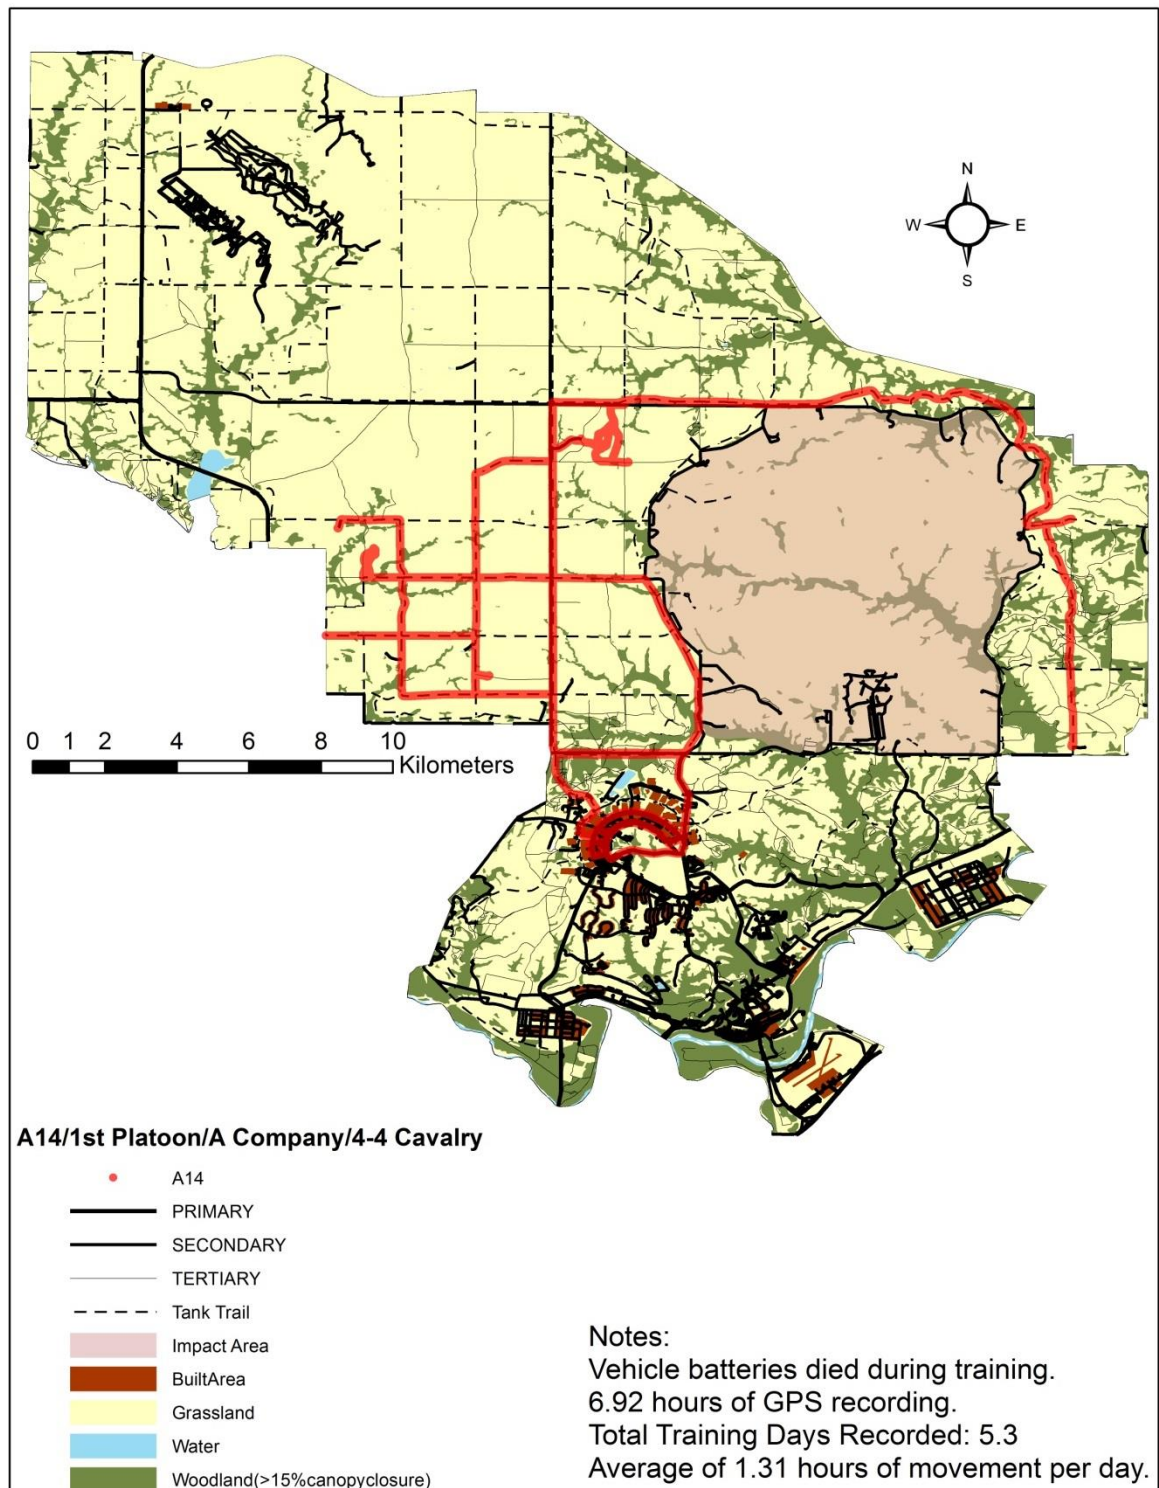 N
W E
S
0 1 2 4 6 8 10
Kilometers
A14/1st Platoon/A Company/4-4 Cavalry
A14
PRIMARY
SECONDARY
TERTIARY
Tank Trail
Impact Area
BuiltArea
Grassland
Water
Woodland(>15%canopyclosure)
Notes:
Vehicle batteries died during training.
6.92 hours of GPS recording.
Total Training Days Recorded: 5.3
Average of 1.31 hours of movement per day.